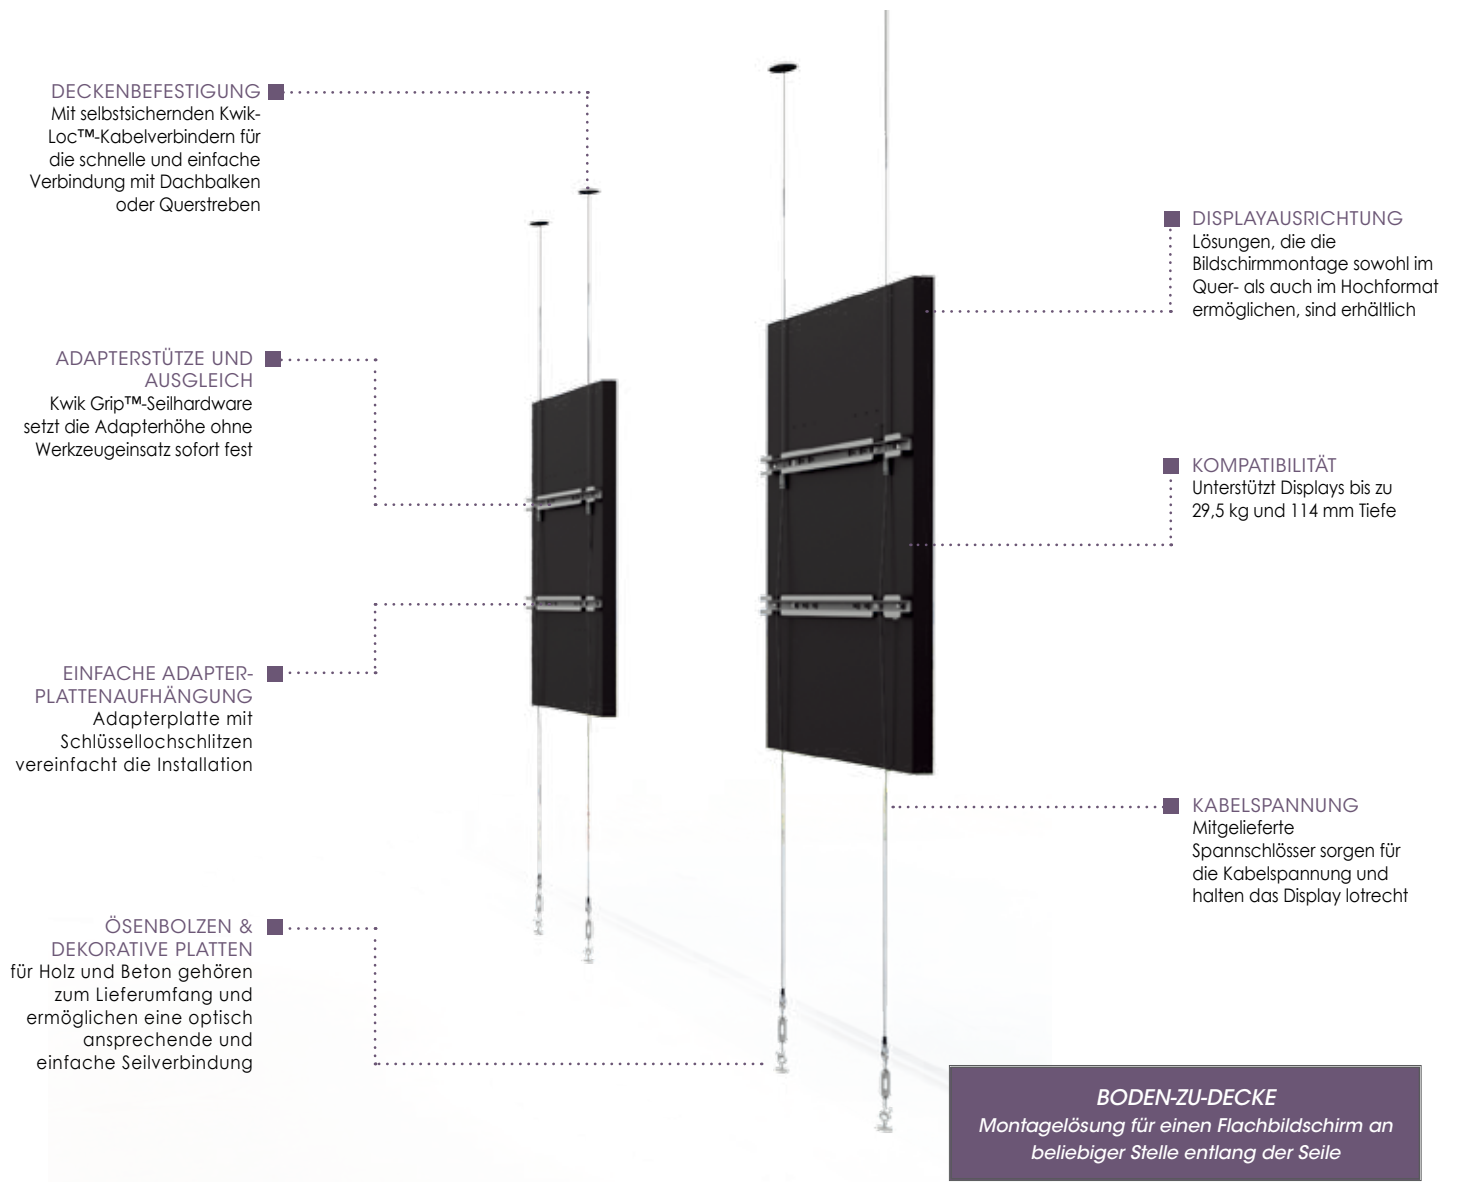 DECKENBEFESTIGUNG
Mit selbstsichernden Kwik-
Loc™-Kabelverbindern für
die schnelle und einfache
Verbindung mit Dachbalken
oder Querstreben
ADAPTERSTÜTZE UND
AUSGLEICH
Kwik Grip™-Seilhardware
setzt die Adapterhöhe ohne
Werkzeugeinsatz sofort fest
EINFACHE ADAPTER-
PLATTENAUFHÄNGUNG
Adapterplatte mit
Schlüssellochschlitzen
vereinfacht die Installation
ÖSENBOLZEN &
DEKORATIVE PLATTEN
für Holz und Beton gehören
zum Lieferumfang und
ermöglichen eine optisch
ansprechende und
einfache Seilverbindung
DISPLAYAUSRICHTUNG
Lösungen, die die
Bildschirmmontage sowohl im
Quer- als auch im Hochformat
ermöglichen, sind erhältlich
KOMPATIBILITÄT
Unterstützt Displays bis zu
29,5 kg und 114 mm Tiefe
KABELSPANNUNG
Mitgelieferte
Spannschlösser sorgen für
die Kabelspannung und
halten das Display lotrecht
BODEN-ZU-DECKE
Montagelösung für einen Flachbildschirm an
beliebiger Stelle entlang der Seile